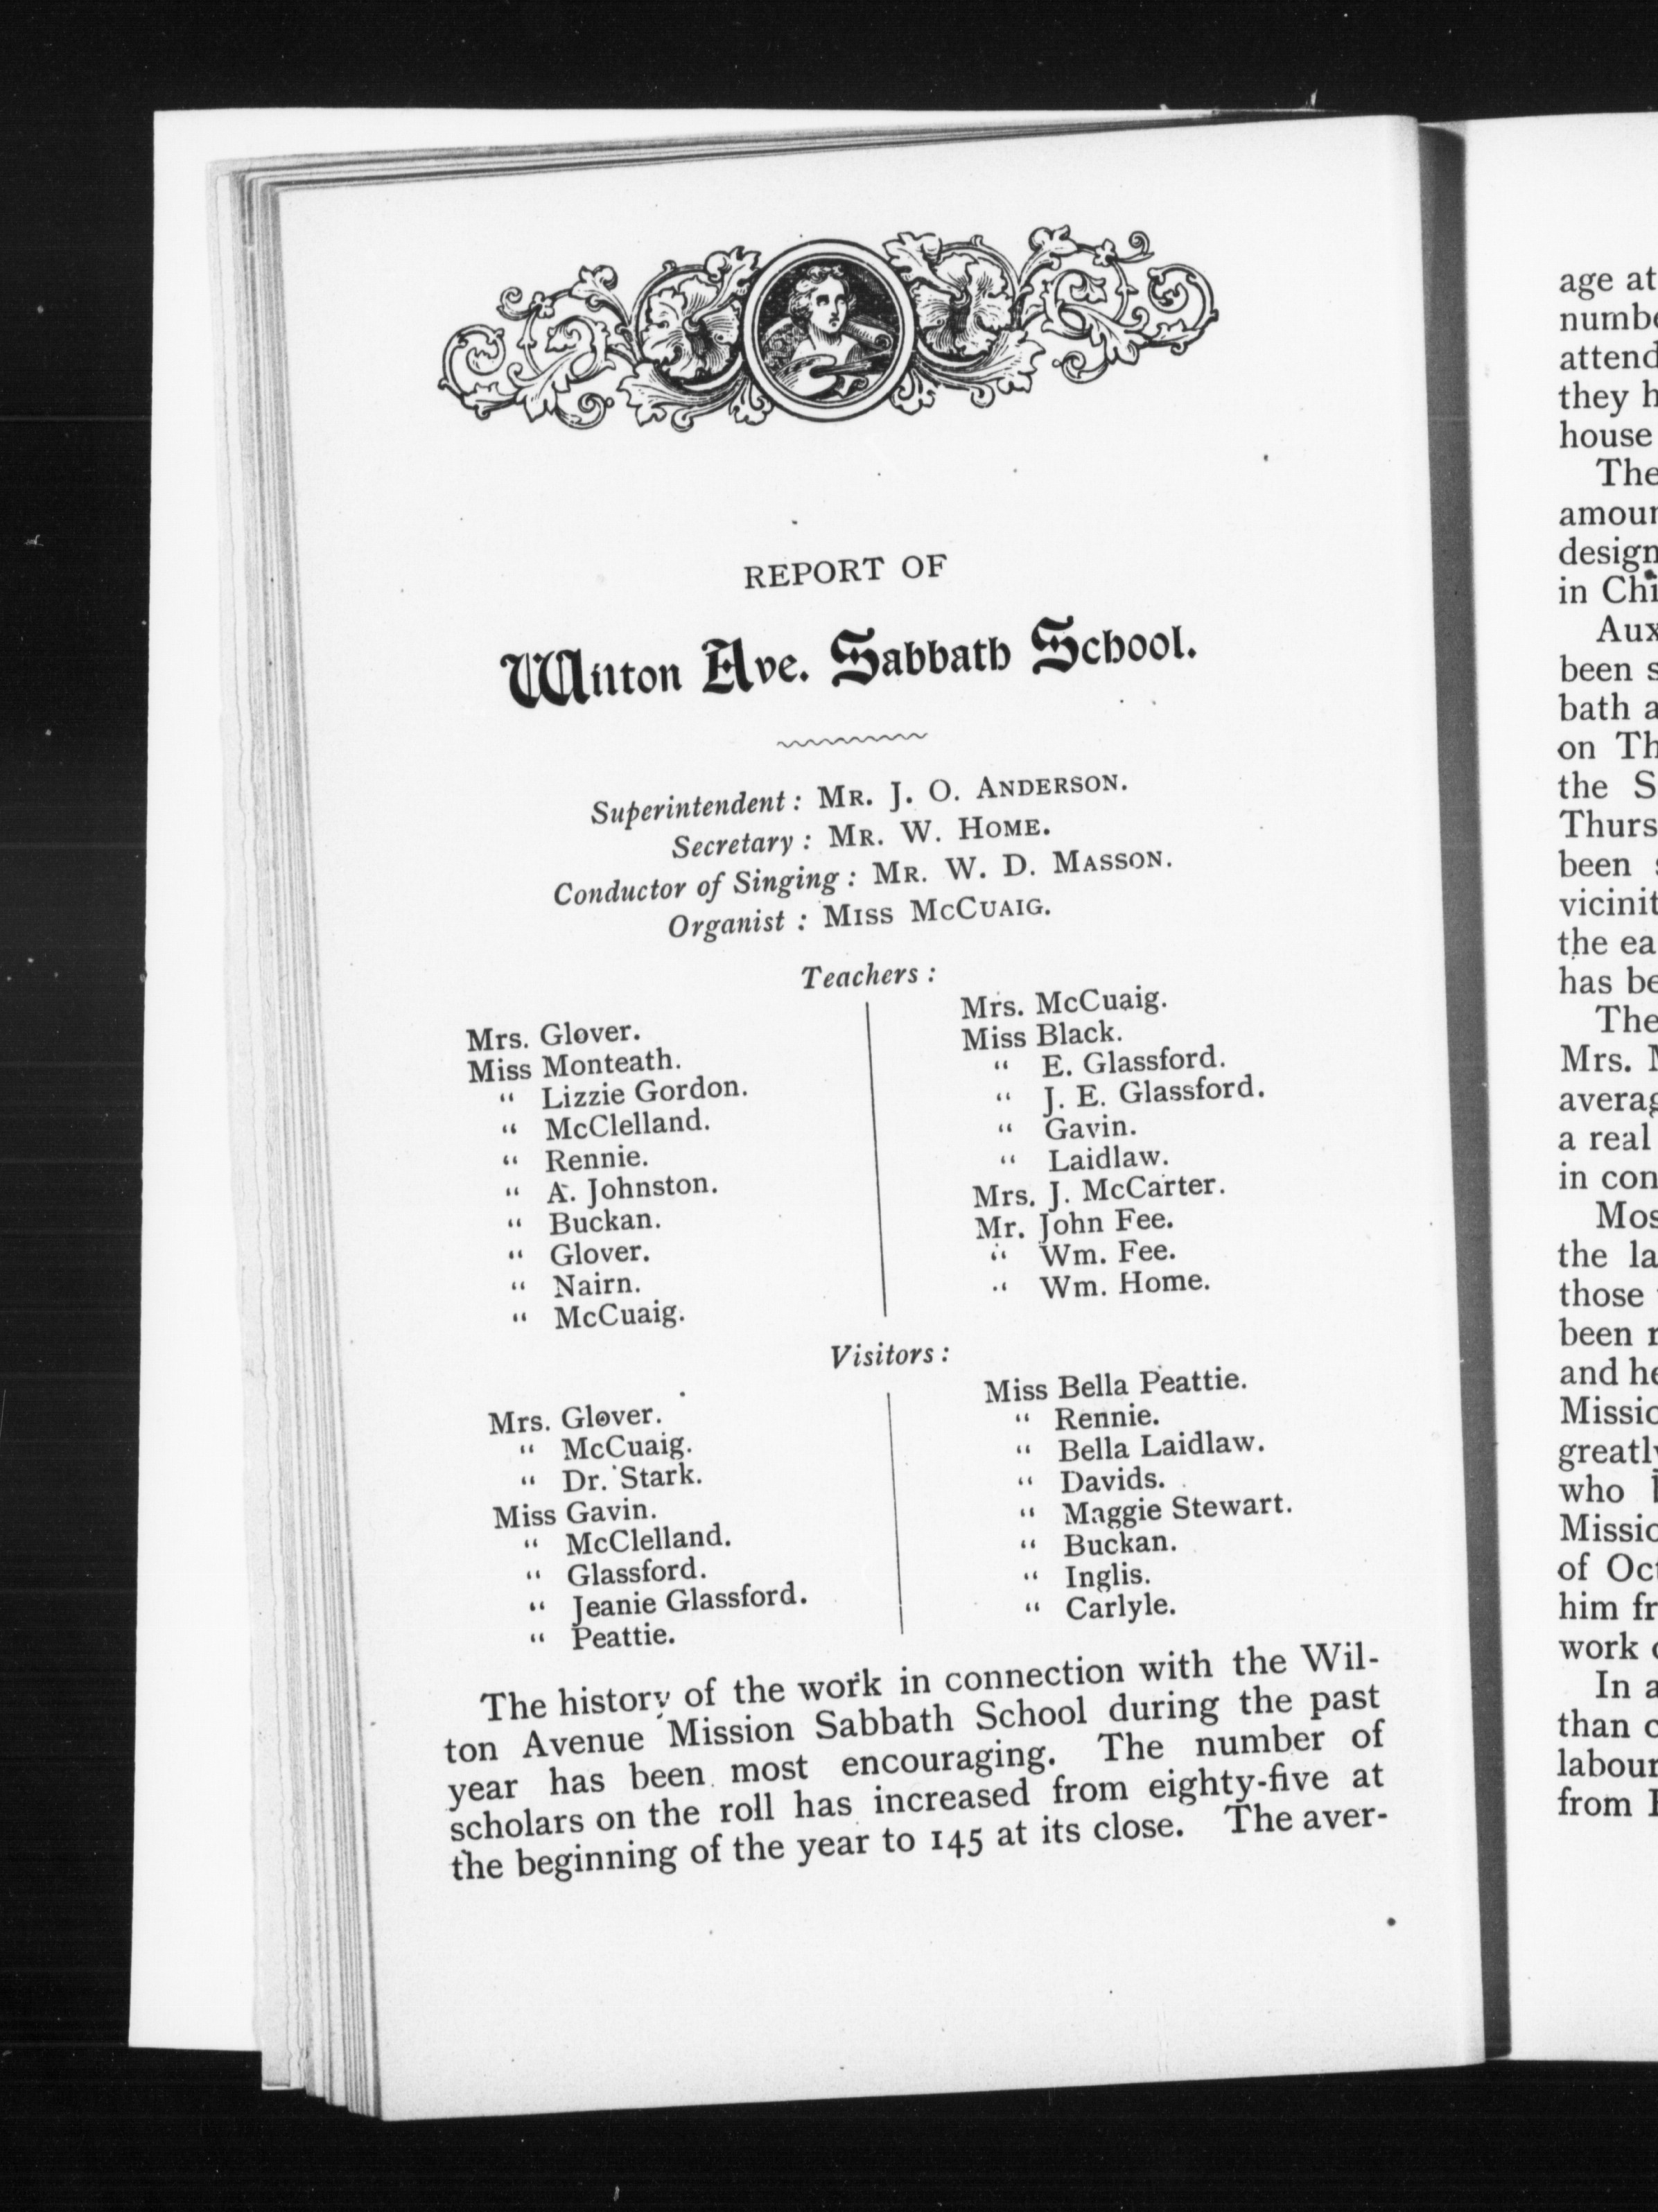 REPORT OF
Wilton Ave. Sabbath School.
Superintendent : MR. J. O. ANDERSON.
Secretary : MR. W. HOME.
Conductor of Singing : MR. W. D. MASSON.
Organist : MISS MCCUAIG.
Teachers :
Mrs. Glover.
Miss Monteath.
“ Lizzie Gordon.
“ McClelland.
“ Rennie.
“ A. Johnston.
“ Buckan.
“ Glover.
“ Nairn.
“ McCuaig.
Mrs. McCuaig.
Miss Black.
“ E. Glassford.
“ J. E. Glassford.
“ Gavin.
“ Laidlaw.
Mrs. J. McCarter.
Mr. John Fee.
“ Wm. Fee.
“ Wm. Home.
Visitors :
Mrs. Glover.
“ McCuaig.
“ Dr. Stark.
Miss Gavin.
“ McClelland.
“ Glassford.
“ Jeanie Glassford.
“ Peattie.
Miss Bella Peattie.
“ Rennie.
“ Bella Laidlaw.
“ Davids.
“ Maggie Stewart.
“ Buckan.
“ Inglis.
“ Carlyle.
The history of the work in connection with the Wil-
ton Avenue Mission Sabbath School during the past
year has been most encouraging. The number of
scholars on the roll has increased from eighty-five at
the beginning of the year to 145 at its close. The aver-
age at
numb
attend
they h
house
The
amou
design
in Chi
Aux
been s
bath a
on Th
the S
Thurs
been
vicinit
the ea
has be
The
Mrs.
averag
a real
in con
Mos
the la
those
been r
and he
Missio
greatly
who
Missio
of Oct
him fr
work
In a
than c
labour
from